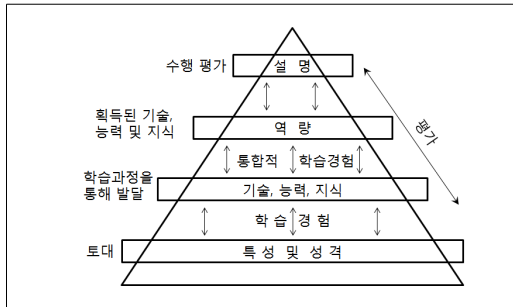 수행 평가
설 명
획득된 기술,
능력 및 지식
역 량
평가
통합적 학습경험
학습과정을
통해 발달
기술, 능력, 지식
학 습 경 험
토대
특 성 및 성 격